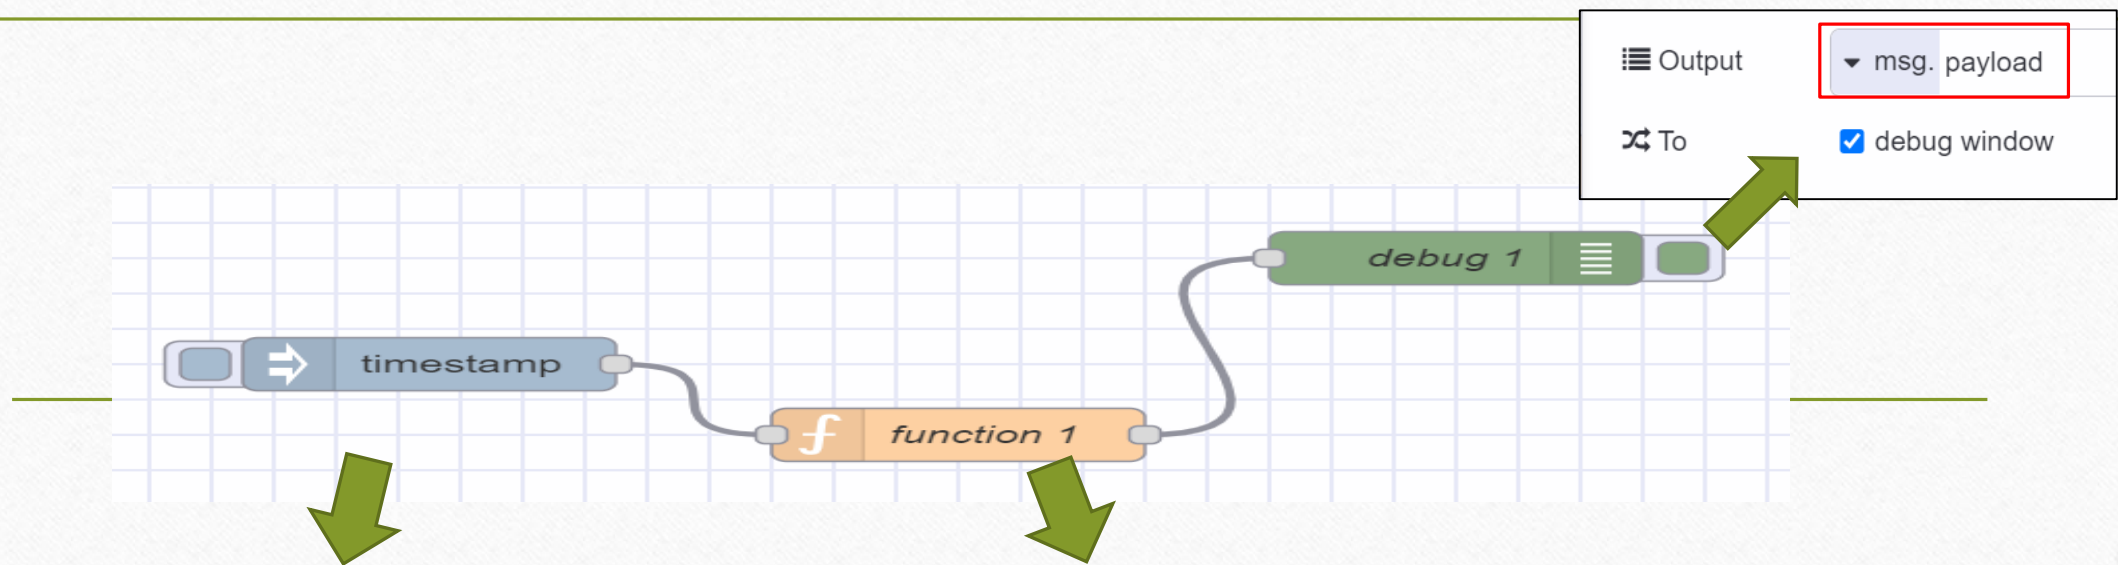 Output msg. payload
To debug window
debug 1
timestamp
function 1